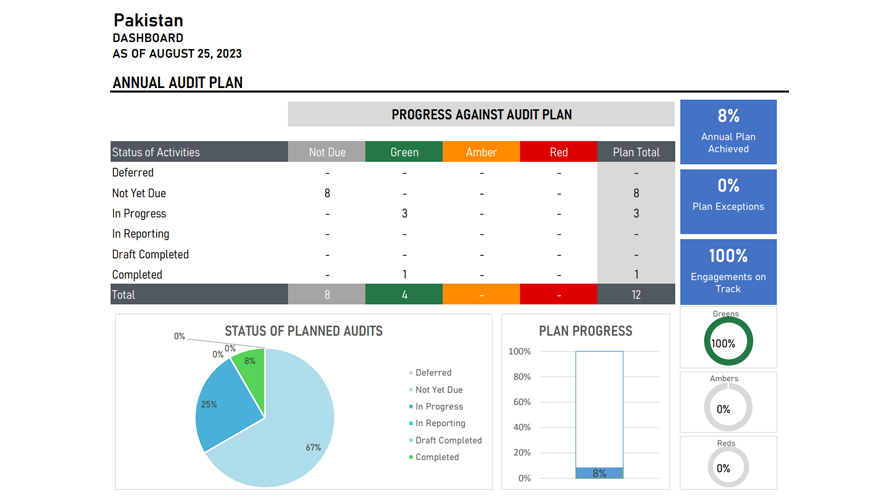 Pakistan
DASHBOARD
AS OF AUGUST 25, 2023
ANNUAL AUDIT PLAN
PROGRESS AGAINST AUDIT PLAN
Status of Activities Not Due Green Amber Red Plan Total
Deferred - - - - -
Not Yet Due 8 - - - 8
In Progress - 3 - - 3
In Reporting - - - - -
Draft Completed - - - - -
Completed - 1 - - 1
Total 8 4 - - 12
8%
Annual Plan
Achieved
0%
Plan Exceptions
100%
Engagements on
Track
STATUS OF PLANNED AUDITS
0%
0%
0%
8%
25%
67%
Deferred
Not Yet Due
In Progress
In Reporting
Draft Completed
Completed
PLAN PROGRESS
100%
80%
60%
40%
20%
0%
8%
Greens
100%
Ambers
0%
Reds
0%